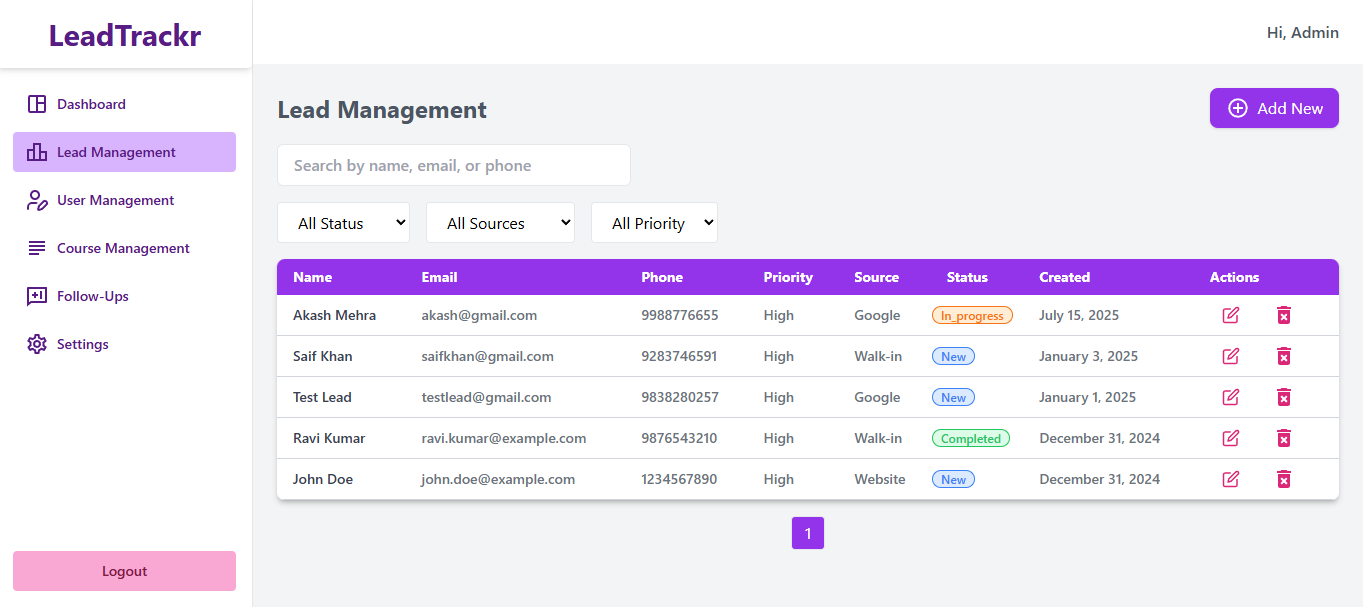 LeadTrackr
Hi, Admin
Dashboard
Lead Management
User Management
Course Management
Follow-Ups
Settings
Logout
Lead Management
Add New
Search by name, email, or phone
All Status All Sources All Priority
Name Email Phone Priority Source Status Created Actions
Akash Mehra akash@gmail.com 9988776655 High Google In_progress July 15, 2025
Saif Khan saifkhan@gmail.com 9283746591 High Walk-in New January 3, 2025
Test Lead testlead@gmail.com 9838280257 High Google New January 1, 2025
Ravi Kumar ravi.kumar@example.com 9876543210 High Walk-in Completed December 31, 2024
John Doe john.doe@example.com 1234567890 High Website New December 31, 2024
1